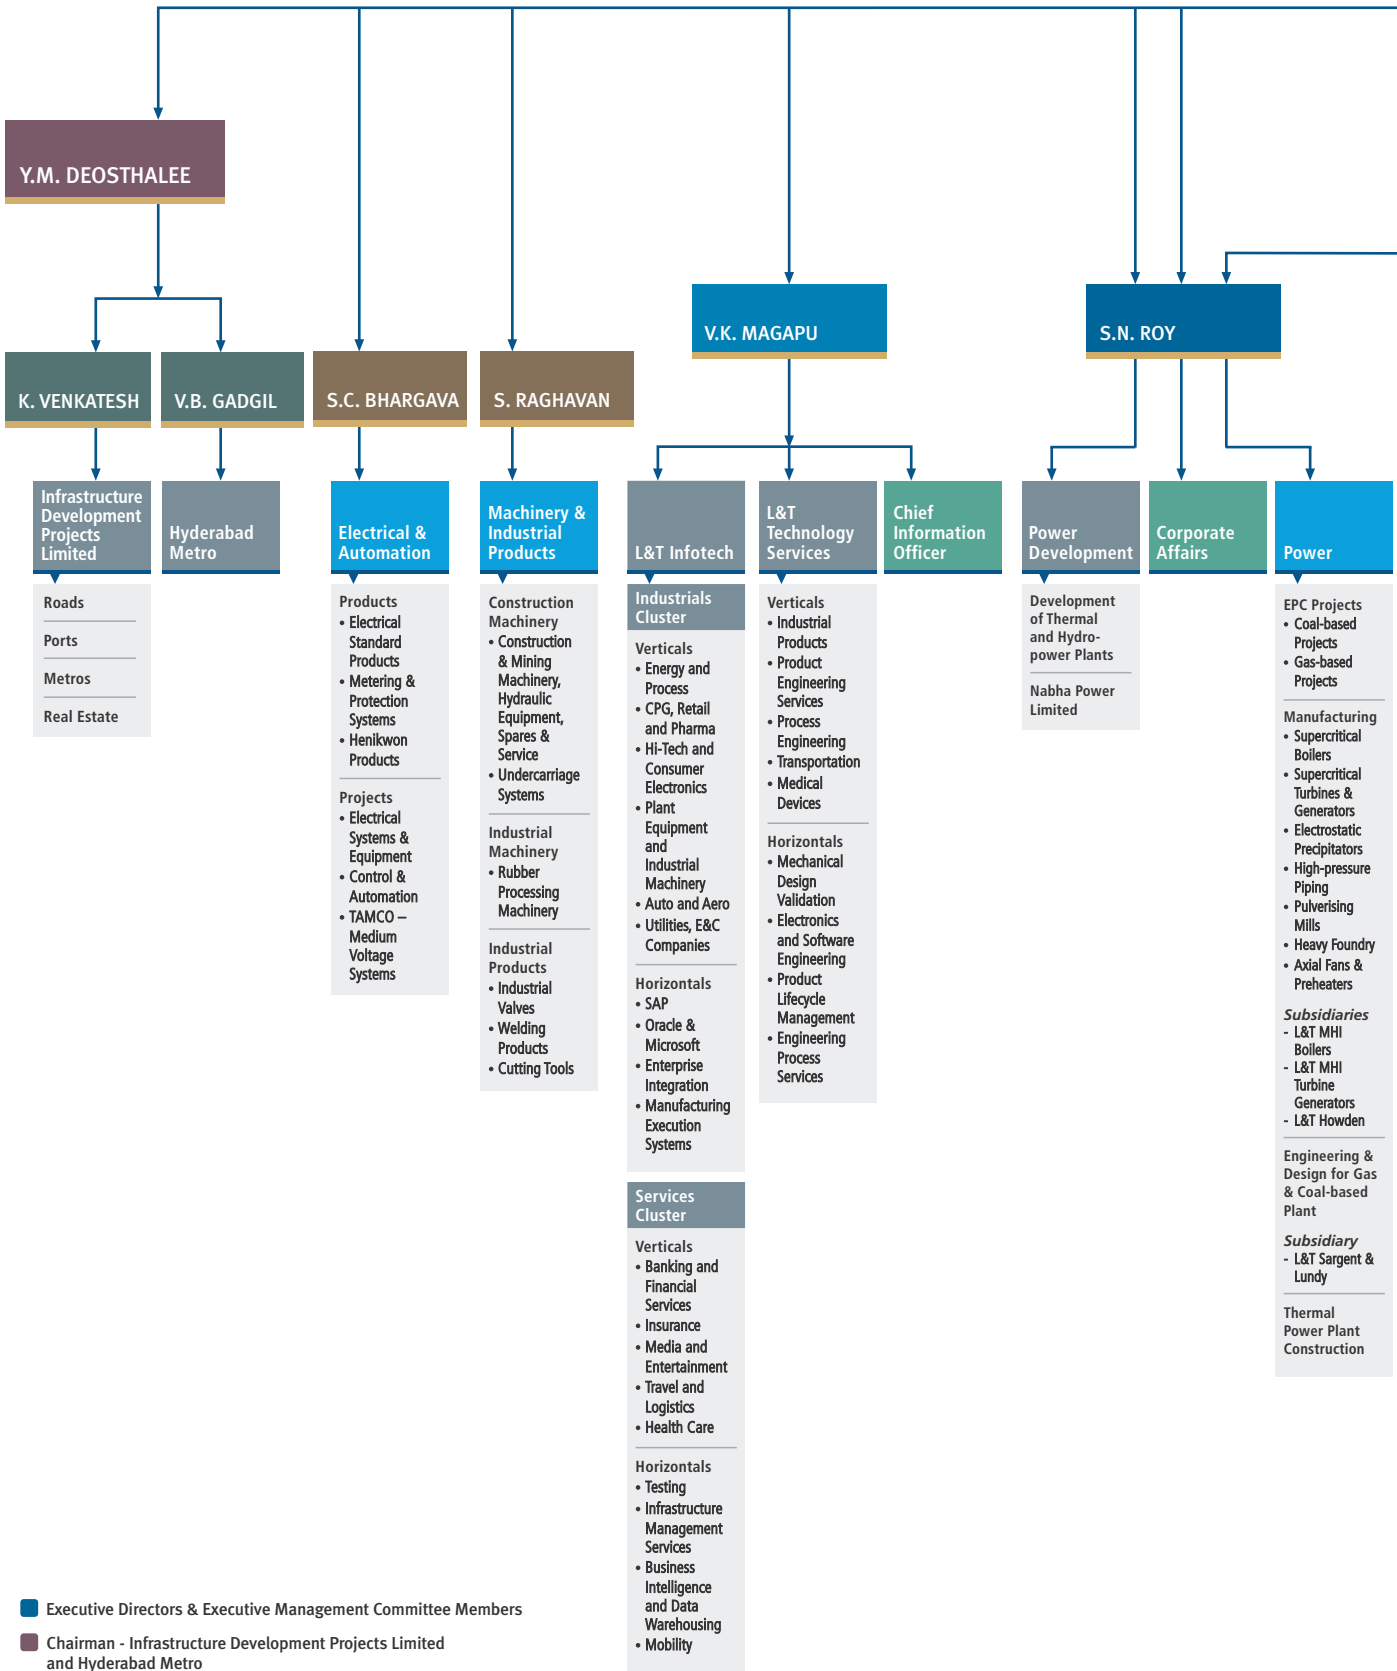 Y.M. DEOSTHALEE
V.K. MAGAPU
S.N. ROY
K. VENKATESH
V.B. GADGIL
S.C. BHARGAVA
S. RAGHAVAN
Infrastructure
Development
Projects
Limited
Roads
Ports
Metros
Real Estate
Hyderabad
Metro
Electrical &
Automation
Products
• Electrical
Standard
Products
• Metering &
Protection
Systems
• Henikwon
Products
Projects
• Electrical
Systems &
Equipment
• Control &
Automation
• TAMCO –
Medium
Voltage
Systems
Machinery &
Industrial
Products
Construction
Machinery
• Construction
& Mining
Machinery,
Hydraulic
Equipment,
Spares &
Service
• Undercarriage
Systems
Industrial
Machinery
• Rubber
Processing
Machinery
Industrial
Products
• Industrial
Valves
• Welding
Products
• Cutting Tools
L&T Infotech
Industrials
Cluster
Verticals
• Energy and
Process
• CPG, Retail
and Pharma
• Hi-Tech and
Consumer
Electronics
• Plant
Equipment
and
Industrial
Machinery
• Auto and Aero
• Utilities, E&C
Companies
Horizontals
• SAP
• Oracle &
Microsoft
• Enterprise
Integration
• Manufacturing
Execution
Systems
Services
Cluster
Verticals
• Banking and
Financial
Services
• Insurance
• Media and
Entertainment
• Travel and
Logistics
• Health Care
Horizontals
• Testing
• Infrastructure
Management
Services
• Business
Intelligence
and Data
Warehousing
• Mobility
L&T
Technology
Services
Verticals
• Industrial
Products
• Product
Engineering
Services
• Process
Engineering
• Transportation
• Medical
Devices
Horizontals
• Mechanical
Design
Validation
• Electronics
and Software
Engineering
• Product
Lifecycle
Management
• Engineering
Process
Services
Chief
Information
Officer
Power
Development
Development
of Thermal
and Hydro-
power Plants
Nabha Power
Limited
Corporate
Affairs
Power
EPC Projects
• Coal-based
Projects
• Gas-based
Projects
Manufacturing
• Supercritical
Boilers
• Supercritical
Turbines &
Generators
• Electrostatic
Precipitators
• High-pressure
Piping
• Pulverising
Mills
• Heavy Foundry
• Axial Fans &
Preheaters
Subsidiaries
- L&T MHI
Boilers
- L&T MHI
Turbine
Generators
- L&T Howden
Engineering &
Design for Gas
& Coal-based
Plant
Subsidiary
- L&T Sargent &
Lundy
Thermal
Power Plant
Construction
Executive Directors & Executive Management Committee Members
Chairman - Infrastructure Development Projects Limited
and Hyderabad Metro